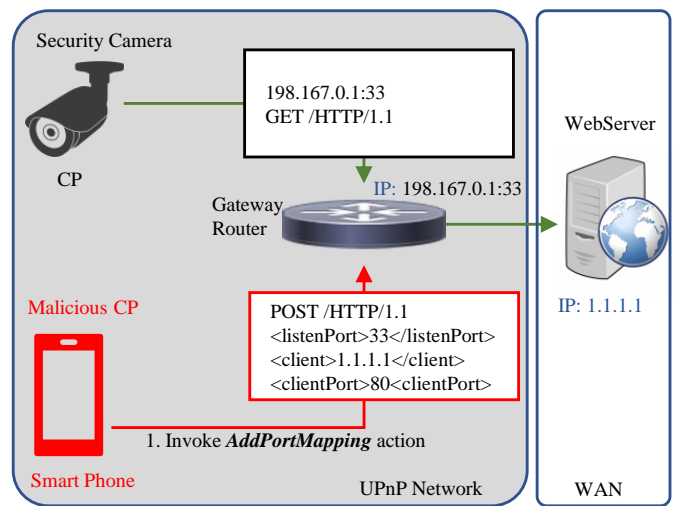 Security Camera
198.167.0.1:33
GET /HTTP/1.1
WebServer
CP
IP: 198.167.0.1:33
Gateway
Router
Malicious CP
POST /HTTP/1.1
<listenPort>33</listenPort>
<client>1.1.1.1</client>
<clientPort>80<clientPort>
IP: 1.1.1.1
1. Invoke AddPortMapping action
Smart Phone
UPnP Network
WAN